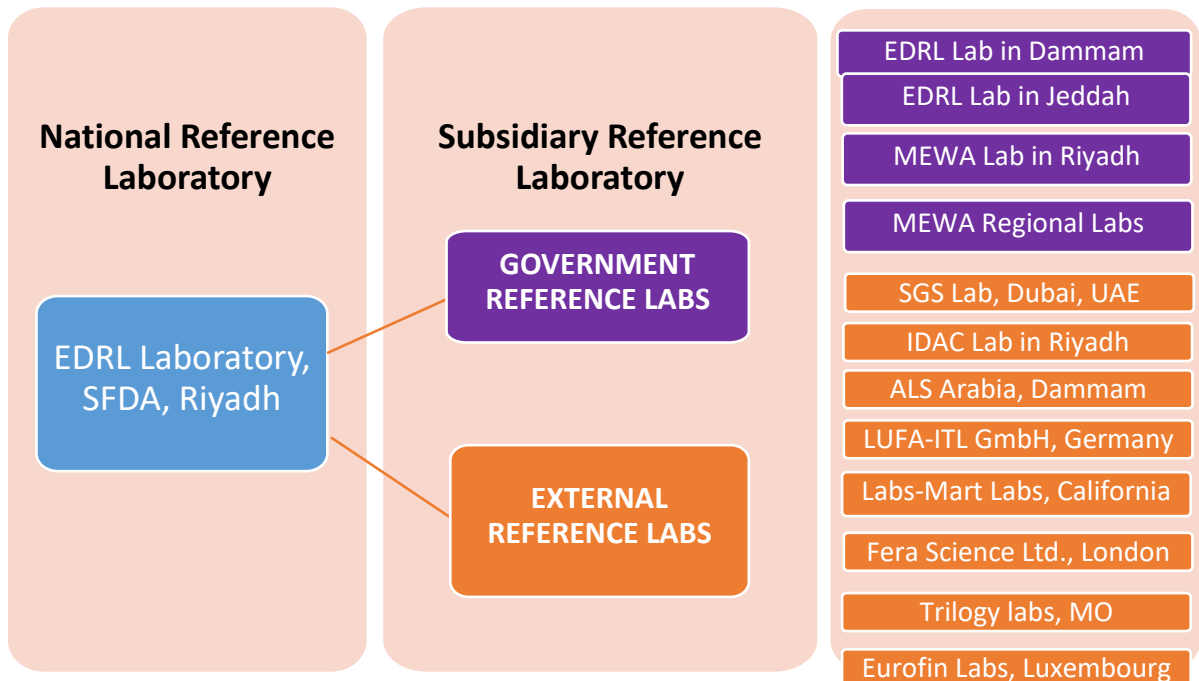 National Reference
Laboratory
EDRL Laboratory,
SFDA, Riyadh
Subsidiary Reference
Laboratory
GOVERNMENT
REFERENCE LABS
EXTERNAL
REFERENCE LABS
EDRL Lab in Dammam
EDRL Lab in Jeddah
MEWA Lab in Riyadh
MEWA Regional Labs
SGS Lab, Dubai, UAE
IDAC Lab in Riyadh
ALS Arabia, Dammam
LUFA-ITL GmbH, Germany
Labs-Mart Labs, California
Fera Science Ltd., London
Trilogy labs, MO
Eurofin Labs, Luxembourg